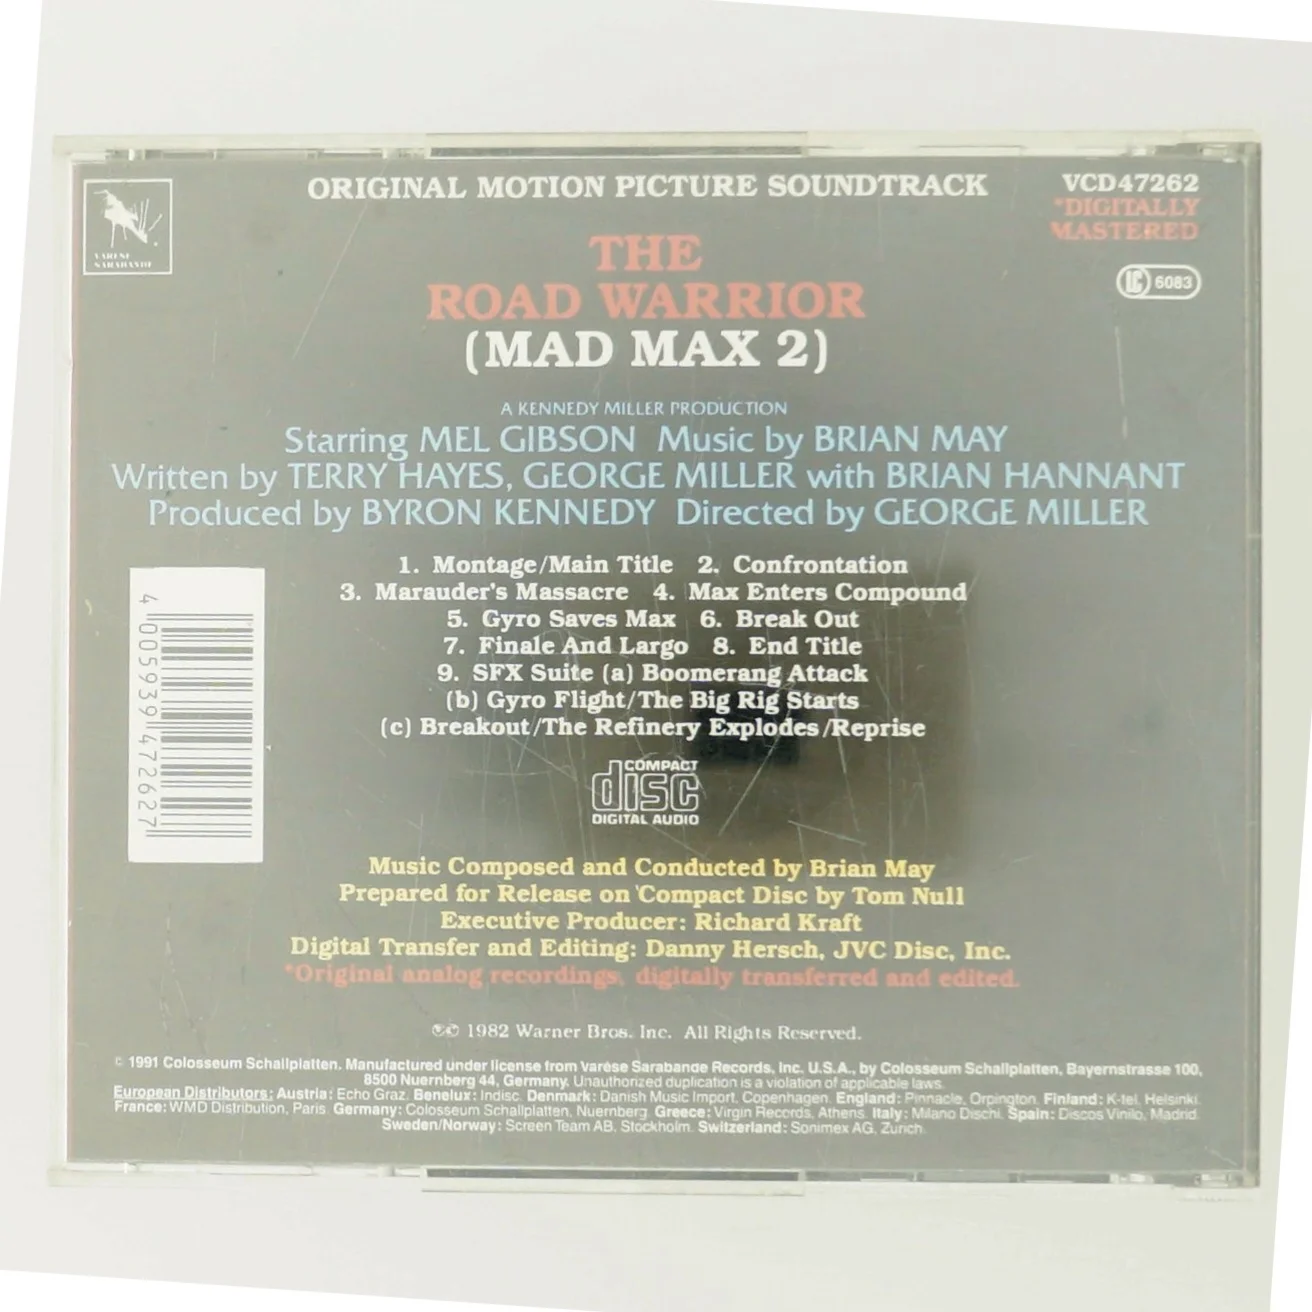 ORIGINAL MOTION PICTURE SOUNDTRACK
VCD47262
*DIGITALLY
MASTERED
VARESE
SARABANDE
LC 6083
THE
ROAD WARRIOR
(MAD MAX 2)
A KENNEDY MILLER PRODUCTION
Starring MEL GIBSON Music by BRIAN MAY
Written by TERRY HAYES, GEORGE MILLER with BRIAN HANNANT
Produced by BYRON KENNEDY Directed by GEORGE MILLER
1. Montage/Main Title 2. Confrontation
3. Marauder's Massacre 4. Max Enters Compound
5. Gyro Saves Max 6. Break Out
7. Finale And Largo 8. End Title
9. SFX Suite (a) Boomerang Attack
(b) Gyro Flight/The Big Rig Starts
(c) Breakout/The Refinery Explodes/Reprise
4 005939 472627
COMPACT
disc
DIGITAL AUDIO
Music Composed and Conducted by Brian May
Prepared for Release on Compact Disc by Tom Null
Executive Producer: Richard Kraft
Digital Transfer and Editing: Danny Hersch, JVC Disc, Inc.
*Original analog recordings, digitally transferred and edited.
℗© 1982 Warner Bros. Inc. All Rights Reserved.
© 1991 Colosseum Schallplatten. Manufactured under license from Varèse Sarabande Records, Inc. U.S.A., by Colosseum Schallplatten, Bayernstrasse 100,
8500 Nuernberg 44, Germany. Unauthorized duplication is a violation of applicable laws.
European Distributors: Austria: Echo Graz. Benelux: Indisc. Denmark: Danish Music Import, Copenhagen. England: Pinnacle, Orpington. Finland: K-tel, Helsinki.
France: WMD Distribution, Paris. Germany: Colosseum Schallplatten, Nuernberg. Greece: Virgin Records, Athens. Italy: Milano Dischi. Spain: Discos Vinilo, Madrid.
Sweden/Norway: Screen Team AB, Stockholm. Switzerland: Sonimex AG, Zurich.